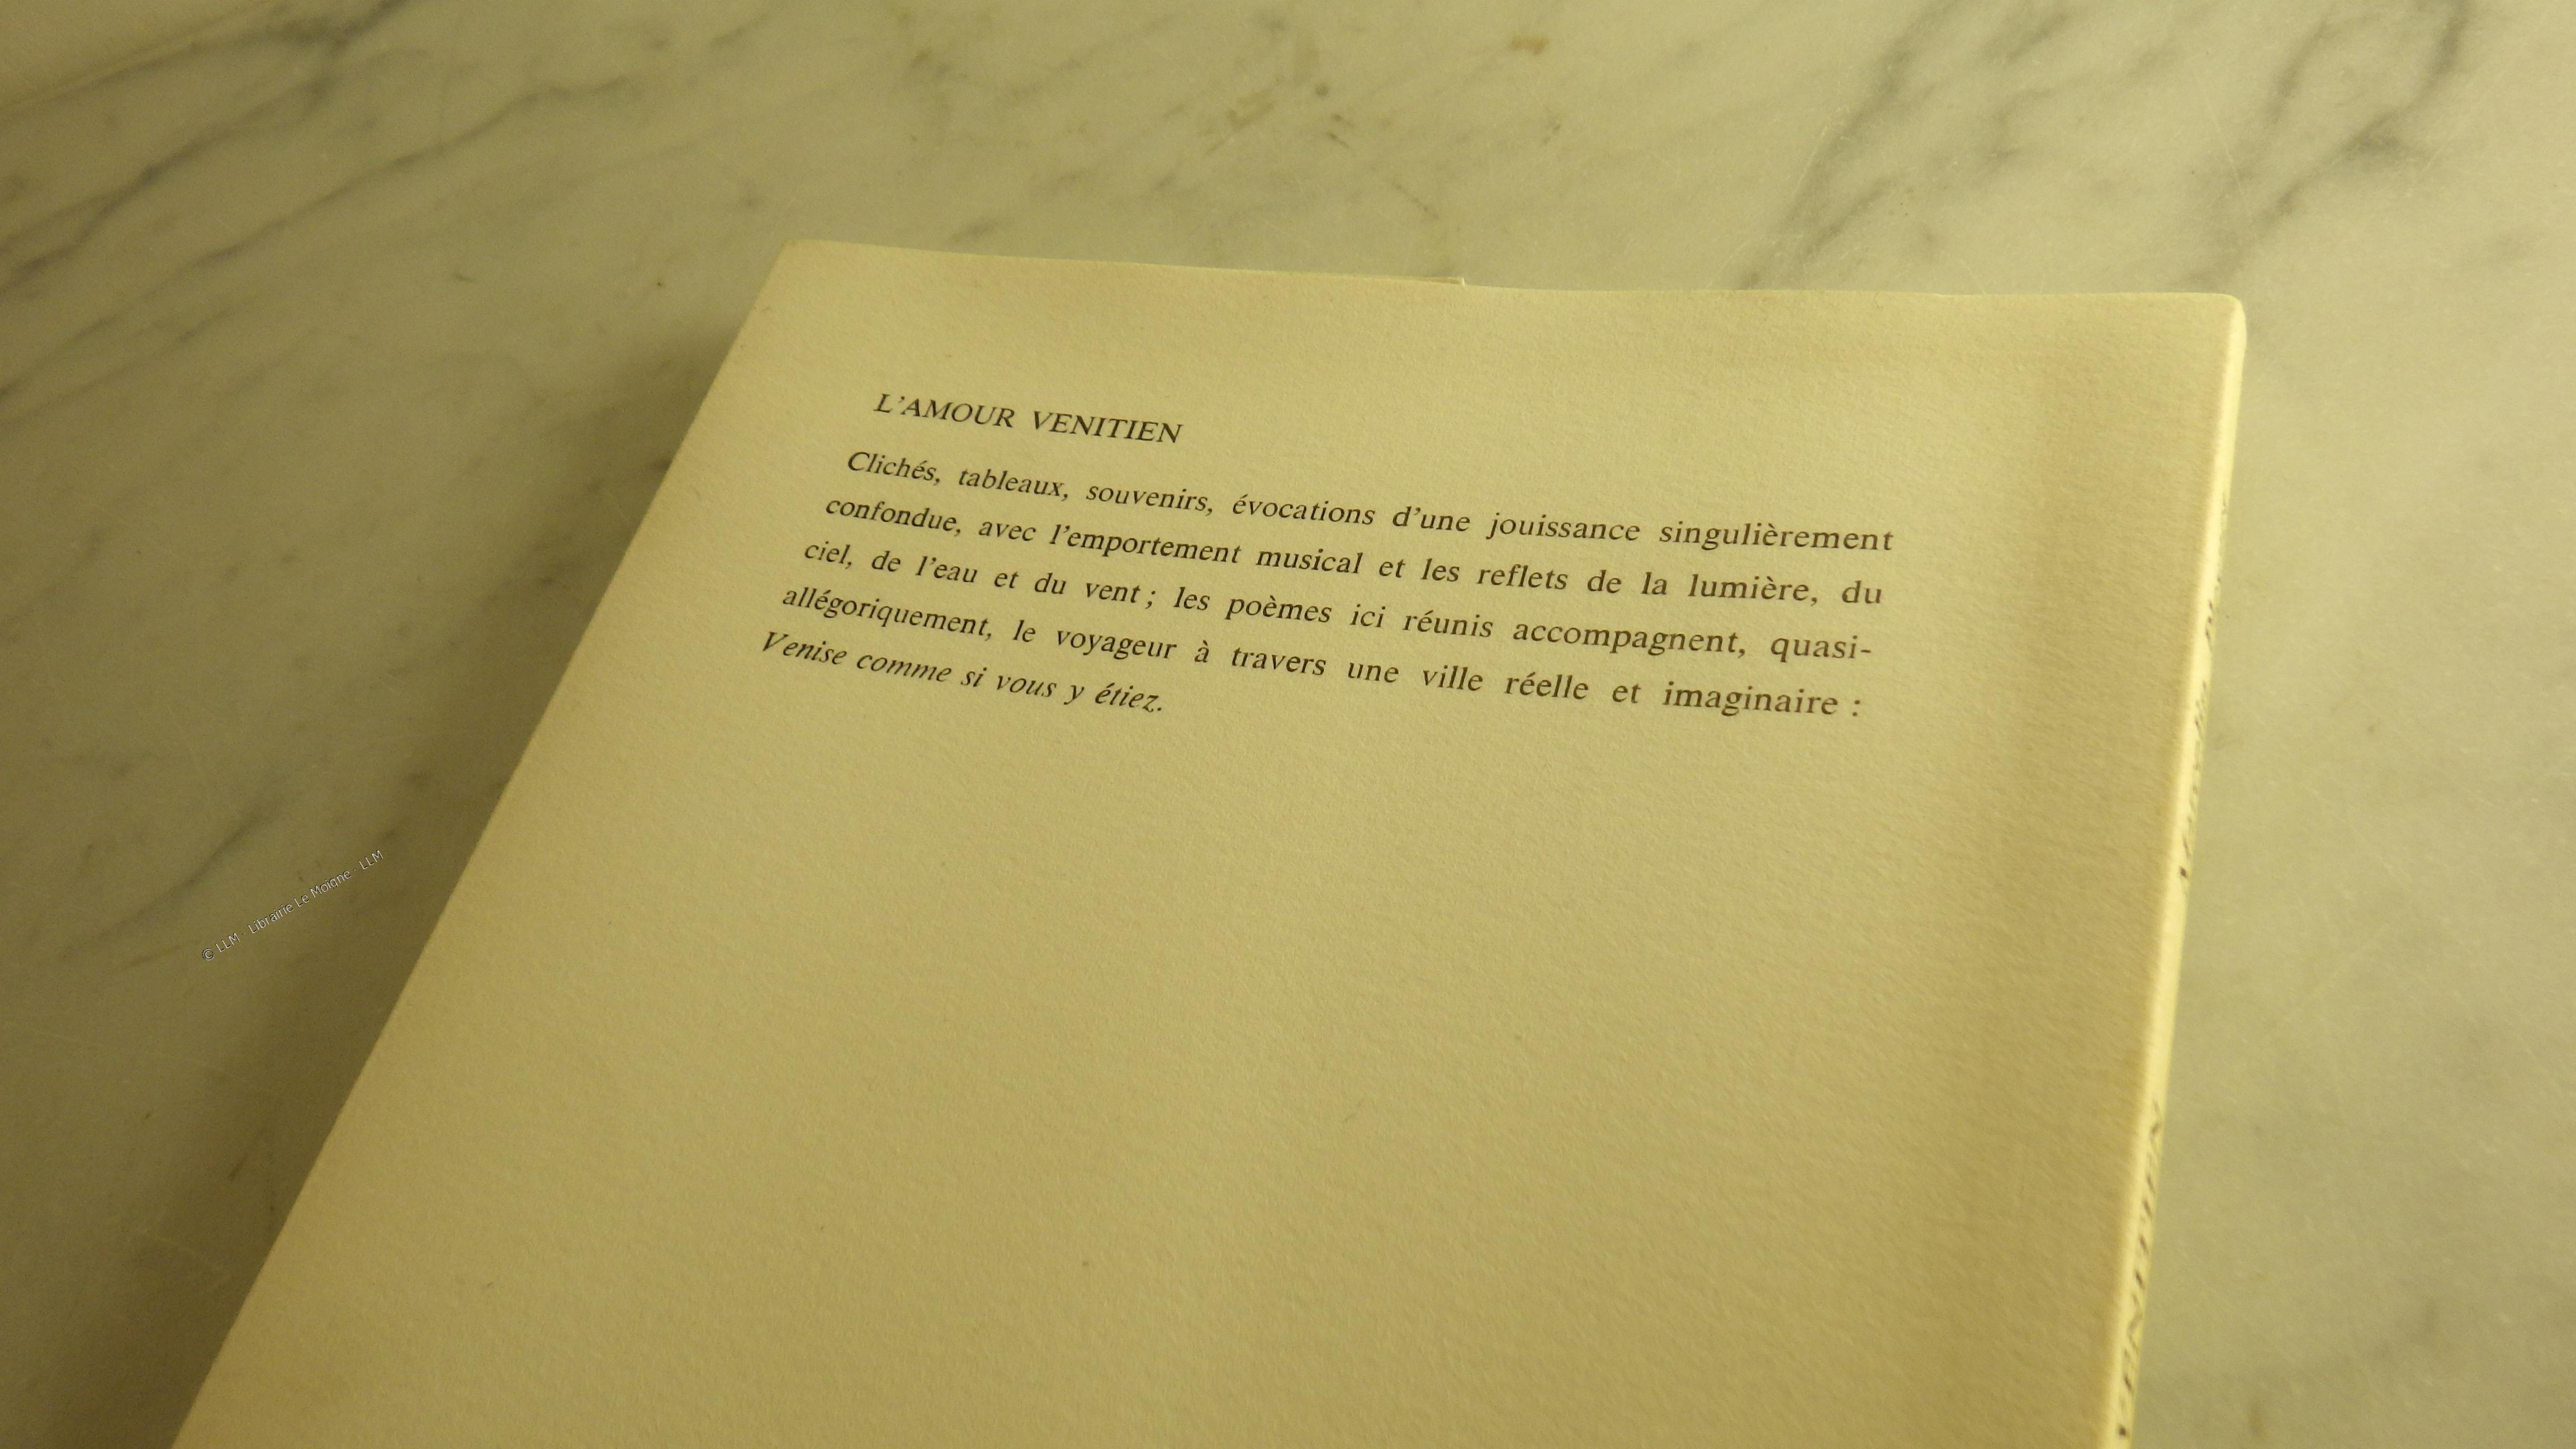 L'AMOUR VENITIEN
Clichés, tableaux, souvenirs, évocations d'une jouissance singulièrement
confondue, avec l'emportement musical et les reflets de la lumière, du
ciel, de l'eau et du vent ; les poèmes ici réunis accompagnent, quasi-
allégoriquement, le voyageur à travers une ville réelle et imaginaire :
Venise comme si vous y étiez.
© LLM - Librairie Le Moïgne - LLM